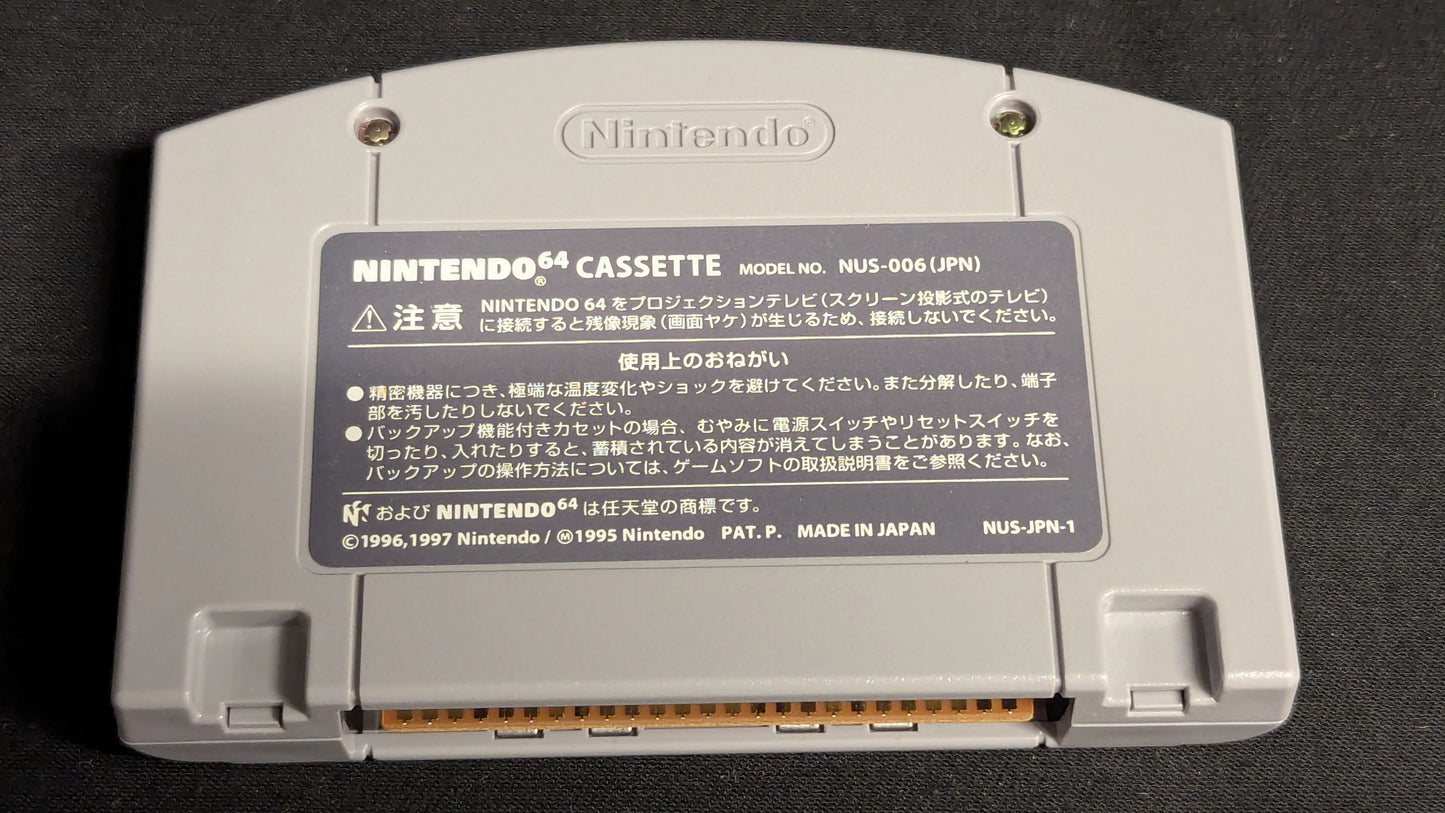 Nintendo®
NINTENDO64® CASSETTE MODEL NO. NUS-006(JPN)
⚠注意 NINTENDO 64をプロジェクションテレビ(スクリーン投影式のテレビ)
に接続すると残像現象(画面ヤケ)が生じるため、接続しないでください。
使用上のおねがい
●精密機器につき、極端な温度変化やショックを避けてください。また分解したり、端子
部を汚したりしないでください。
●バックアップ機能付きカセットの場合、むやみに電源スイッチやリセットスイッチを
切ったり、入れたりすると、蓄積されている内容が消えてしまうことがあります。なお、
バックアップの操作方法については、ゲームソフトの取扱説明書をご参照ください。
および NINTENDO64は任天堂の商標です。
©1996,1997 Nintendo / Ⓜ1995 Nintendo PAT. P. MADE IN JAPAN NUS-JPN-1